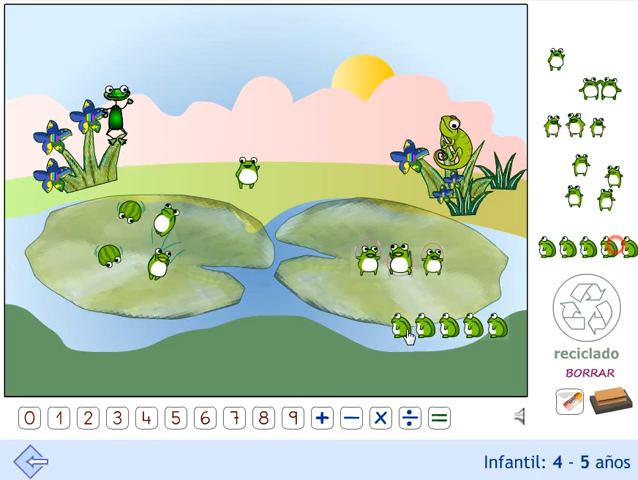 reciclado
BORRAR
0 1 2 3 4 5 6 7 8 9 + − × ÷ =
Infantil: 4 - 5 años